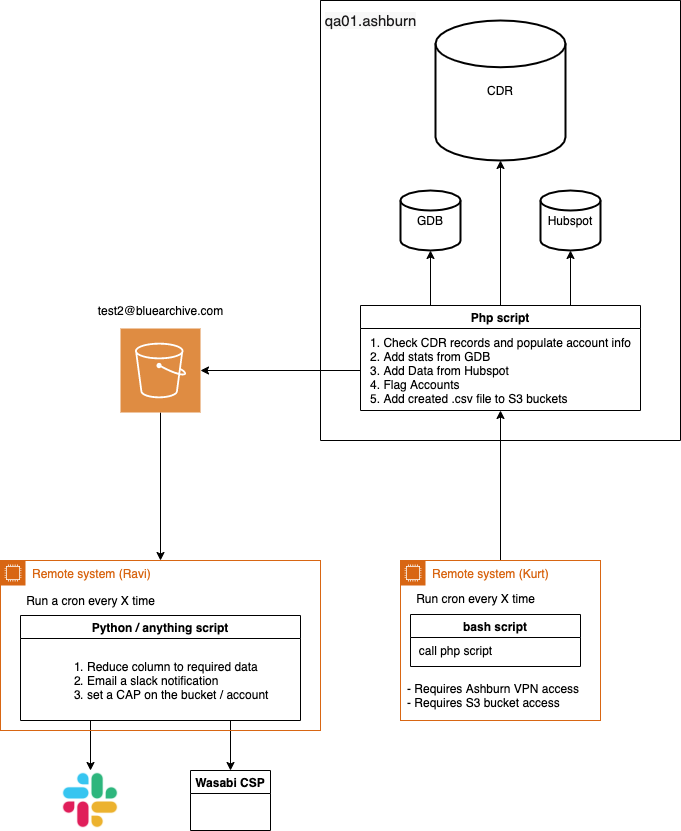 qa01.ashburn
CDR
GDB
Hubspot
Php script
1. Check CDR records and populate account info
2. Add stats from GDB
3. Add Data from Hubspot
4. Flag Accounts
5. Add created .csv file to S3 buckets
test2@bluearchive.com
Remote system (Ravi)
Run a cron every X time
Python / anything script
1. Reduce column to required data
2. Email a slack notification
3. set a CAP on the bucket / account
Remote system (Kurt)
Run cron every X time
bash script
call php script
- Requires Ashburn VPN access
- Requires S3 bucket access
Wasabi CSP